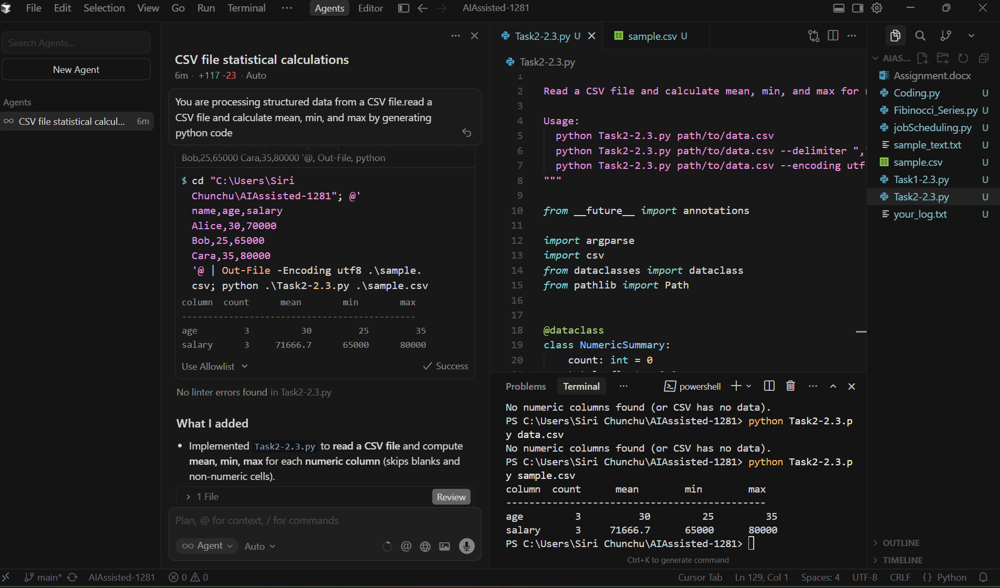 File Edit Selection View Go Run Terminal ··· Agents Editor AIAssisted-1281
Search Agents...
New Agent
Agents
CSV file statistical calcul... 6m
CSV file statistical calculations
6m · +117 -23 · Auto
You are processing structured data from a CSV file.read a
CSV file and calculate mean, min, and max by generating
python code
Bob,25,65000 Cara,35,80000 '@, Out-File, python
$ cd "C:\Users\Siri
Chunchu\AIAssisted-1281"; @'
name,age,salary
Alice,30,70000
Bob,25,65000
Cara,35,80000
'@ | Out-File -Encoding utf8 .\sample.
csv; python .\Task2-2.3.py .\sample.csv
column count mean min max
---------------------------------------------
age 3 30 25 35
salary 3 71666.7 65000 80000
Use Allowlist
Success
No linter errors found in Task2-2.3.py
What I added
• Implemented Task2-2.3.py to read a CSV file and compute
mean, min, max for each numeric column (skips blanks and
non-numeric cells).
1 File
Review
Plan, @ for context, / for commands
Agent Auto
Task2-2.3.py U
sample.csv U
Task2-2.3.py
1
2 Read a CSV file and calculate mean, min, and max for
3
4 Usage:
5 python Task2-2.3.py path/to/data.csv
6 python Task2-2.3.py path/to/data.csv --delimiter ",
7 python Task2-2.3.py path/to/data.csv --encoding utf
8 """
9
10 from __future__ import annotations
11
12 import argparse
13 import csv
14 from dataclasses import dataclass
15 from pathlib import Path
16
17
18 @dataclass
19 class NumericSummary:
20 count: int = 0
Problems Terminal ··· powershell
No numeric columns found (or CSV has no data).
PS C:\Users\Siri Chunchu\AIAssisted-1281> python Task2-2.3.p
y data.csv
No numeric columns found (or CSV has no data).
PS C:\Users\Siri Chunchu\AIAssisted-1281> python Task2-2.3.p
y sample.csv
column count mean min max
---------------------------------------------
age 3 30 25 35
salary 3 71666.7 65000 80000
PS C:\Users\Siri Chunchu\AIAssisted-1281>
Ctrl+K to generate command
AIAS...
Assignment.docx
Coding.py U
Fibinocci_Series.py U
jobScheduling.py U
sample_text.txt U
sample.csv U
Task1-2.3.py U
Task2-2.3.py U
your_log.txt U
OUTLINE
TIMELINE
main* AIAssisted-1281 0 0 Cursor Tab Ln 129, Col 1 Spaces: 4 UTF-8 CRLF {} Python